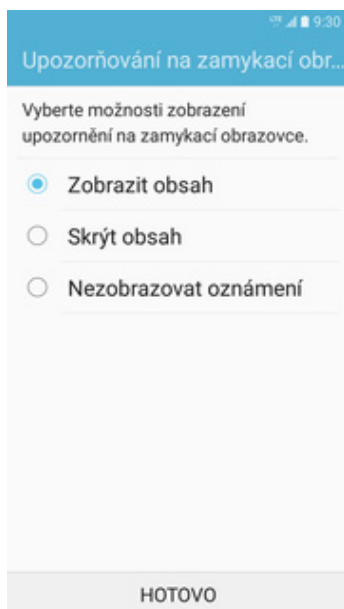 9:30
Upozorňování na zamykací obr...
Vyberte možnosti zobrazení
upozornění na zamykací obrazovce.
Zobrazit obsah
Skrýt obsah
Nezobrazovat oznámení
HOTOVO